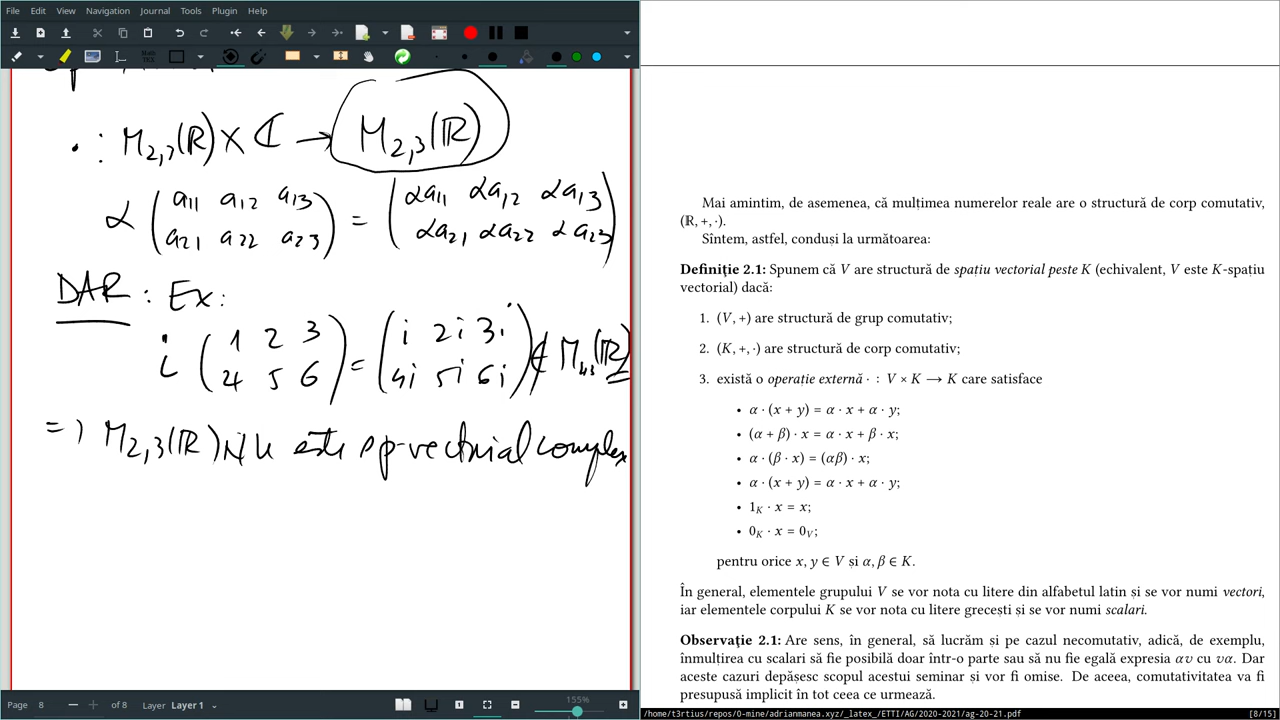 File Edit View Navigation Journal Tools Plugin Help
· : M2,3(ℝ) × ℂ → M2,3(ℝ)
α (a11 a12 a13
a21 a22 a23) = (αa11 αa12 αa13
αa21 αa22 αa23)
DAR : Ex:
i (1 2 3
4 5 6) = (i 2i 3i
4i 5i 6i) ∉ M2,3(ℝ)
=) M2,3(ℝ) NU este sp. vectorial complex
Page 8 of 8 Layer Layer 1 155%
Mai amintim, de asemenea, că mulțimea numerelor reale are o structură de corp comutativ,
(ℝ, +, ·).
Sîntem, astfel, conduși la următoarea:
Definiție 2.1: Spunem că V are structură de spațiu vectorial peste K (echivalent, V este K-spațiu
vectorial) dacă:
1. (V, +) are structură de grup comutativ;
2. (K, +, ·) are structură de corp comutativ;
3. există o operație externă · : V × K ⟶ K care satisface
• α · (x + y) = α · x + α · y;
• (α + β) · x = α · x + β · x;
• α · (β · x) = (αβ) · x;
• α · (x + y) = α · x + α · y;
• 1K · x = x;
• 0K · x = 0V;
pentru orice x, y ∈ V și α, β ∈ K.
În general, elementele grupului V se vor nota cu litere din alfabetul latin și se vor numi vectori,
iar elementele corpului K se vor nota cu litere grecești și se vor numi scalari.
Observație 2.1: Are sens, în general, să lucrăm și pe cazul necomutativ, adică, de exemplu,
înmulțirea cu scalari să fie posibilă doar într-o parte sau să nu fie egală expresia αv cu vα. Dar
aceste cazuri depășesc scopul acestui seminar și vor fi omise. De aceea, comutativitatea va fi
presupusă implicit în tot ceea ce urmează.
/home/t3rtius/repos/0-mine/adrianmanea.xyz/_latex_/ETTI/AG/2020-2021/ag-20-21.pdf [8/15]